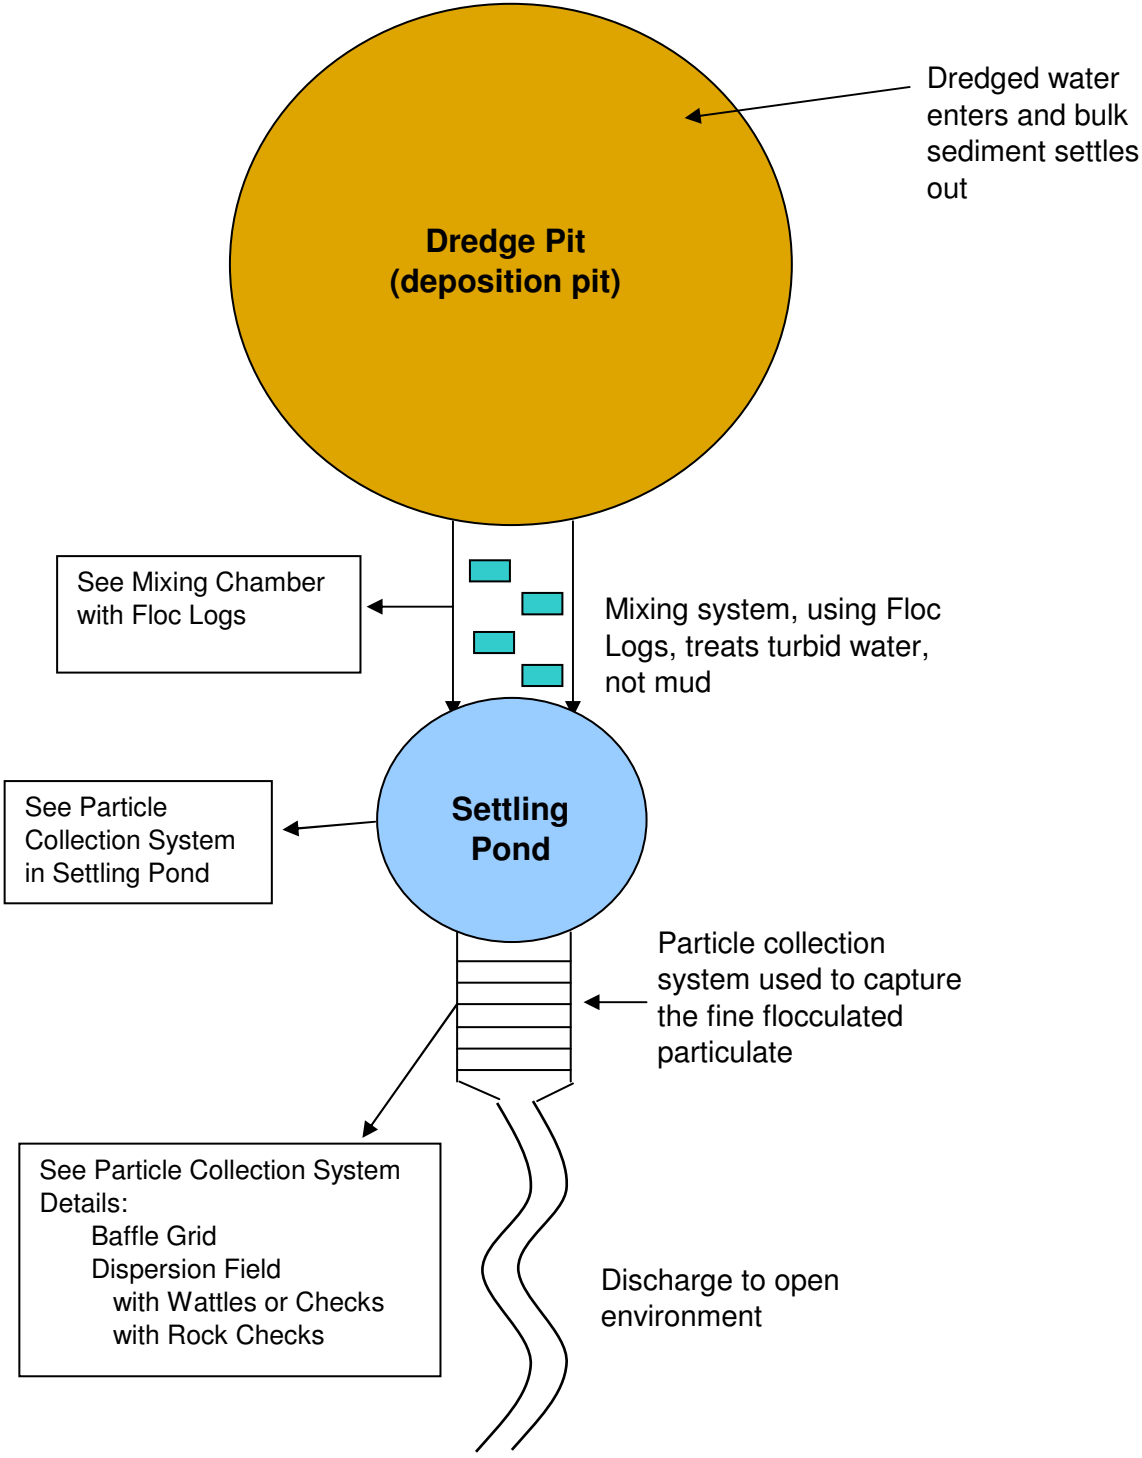 Dredged water
enters and bulk
sediment settles
out
Dredge Pit
(deposition pit)
See Mixing Chamber
with Floc Logs
Mixing system, using Floc
Logs, treats turbid water,
not mud
Settling
Pond
See Particle
Collection System
in Settling Pond
Particle collection
system used to capture
the fine flocculated
particulate
See Particle Collection System
Details:
Baffle Grid
Dispersion Field
with Wattles or Checks
with Rock Checks
Discharge to open
environment